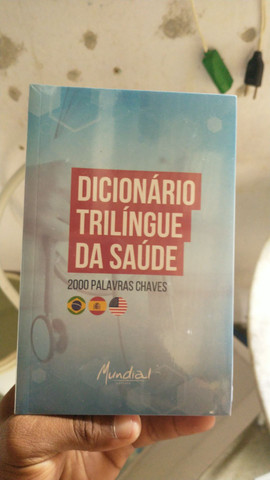 DICIONÁRIO
TRILÍNGUE
DA SAÚDE
2000 PALAVRAS CHAVES
Mundial